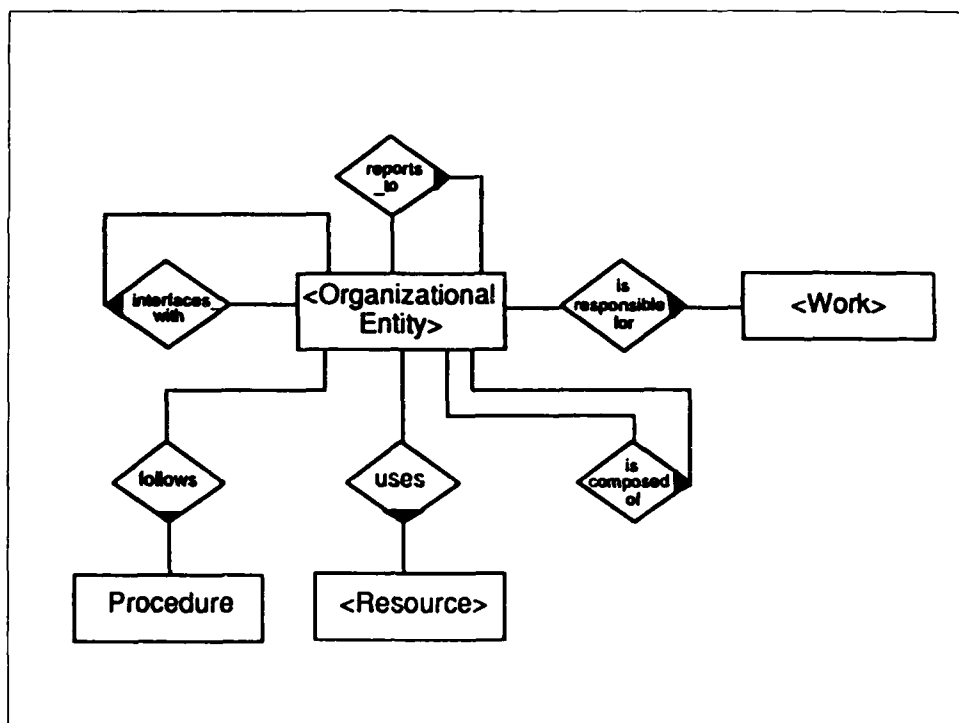 reports
_to
interfaces_
with
<Organizational
Entity>
is
responsible
for
<Work>
follows
uses
is
composed
of
Procedure
<Resource>